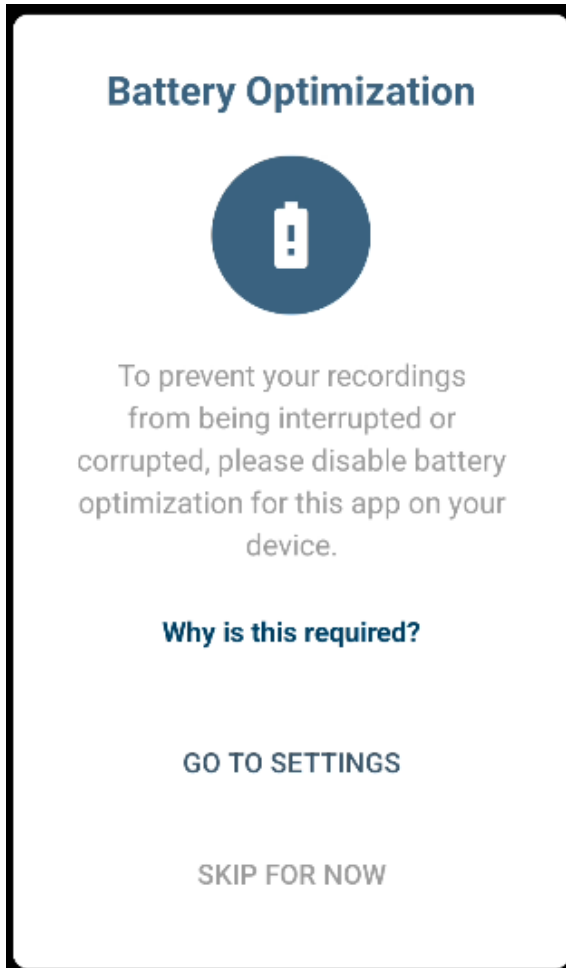 Battery Optimization
To prevent your recordings
from being interrupted or
corrupted, please disable battery
optimization for this app on your
device.
Why is this required?
GO TO SETTINGS
SKIP FOR NOW